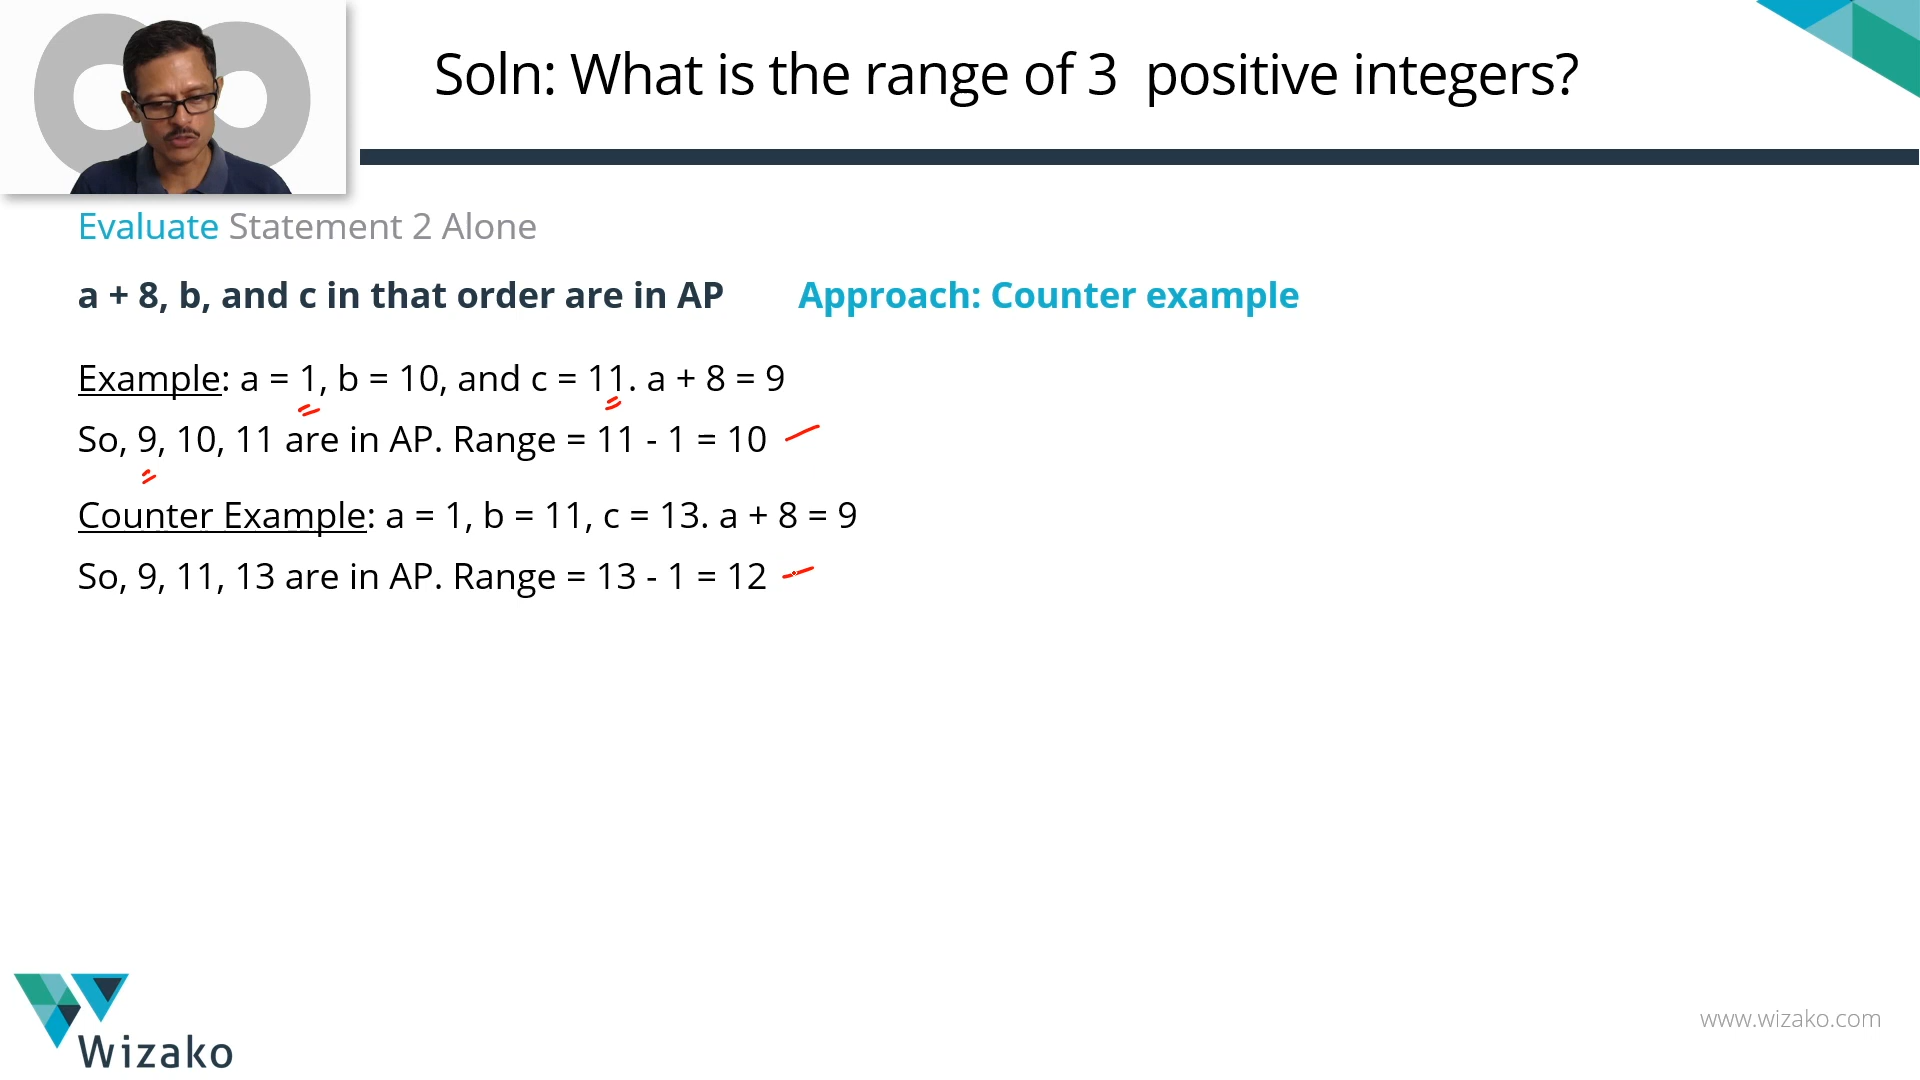 Soln: What is the range of 3 positive integers?
Evaluate Statement 2 Alone
a + 8, b, and c in that order are in AP Approach: Counter example
Example: a = 1, b = 10, and c = 11. a + 8 = 9
So, 9, 10, 11 are in AP. Range = 11 - 1 = 10
Counter Example: a = 1, b = 11, c = 13. a + 8 = 9
So, 9, 11, 13 are in AP. Range = 13 - 1 = 12
Wizako
www.wizako.com